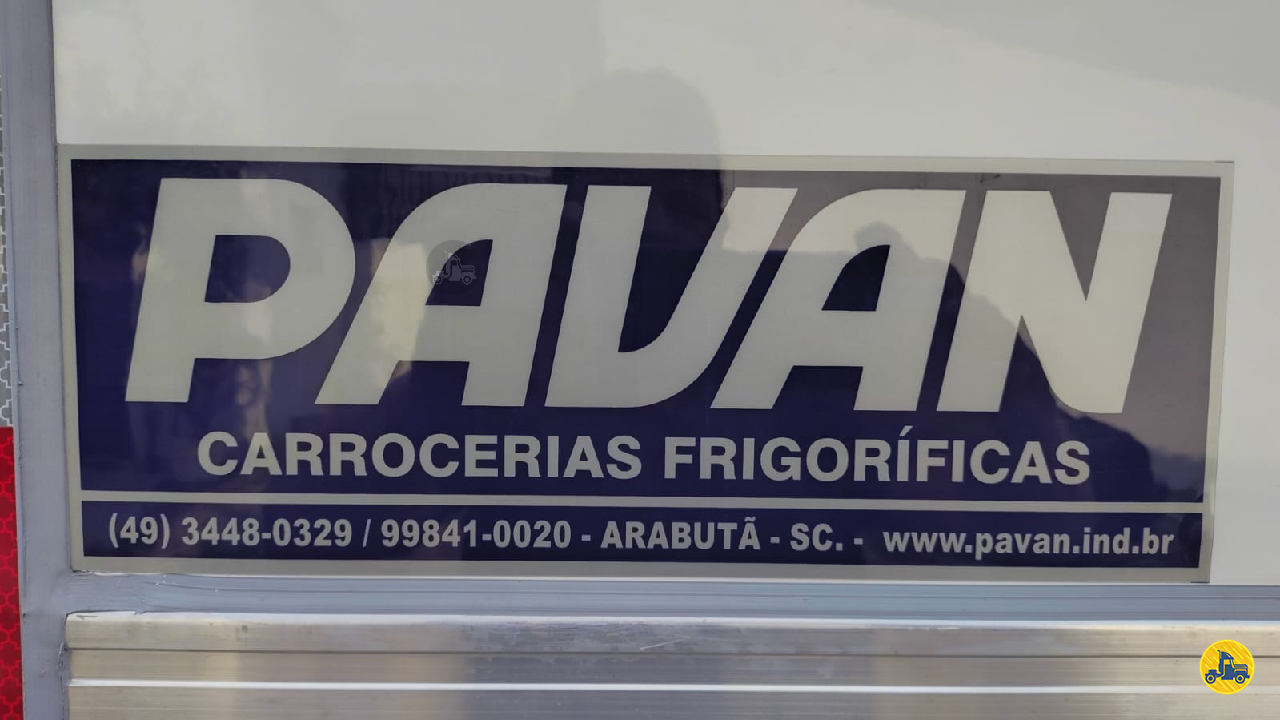 PAVAN
CARROCERIAS FRIGORÍFICAS
(49) 3448-0329 / 99841-0020 - ARABUTÃ - SC. - www.pavan.ind.br